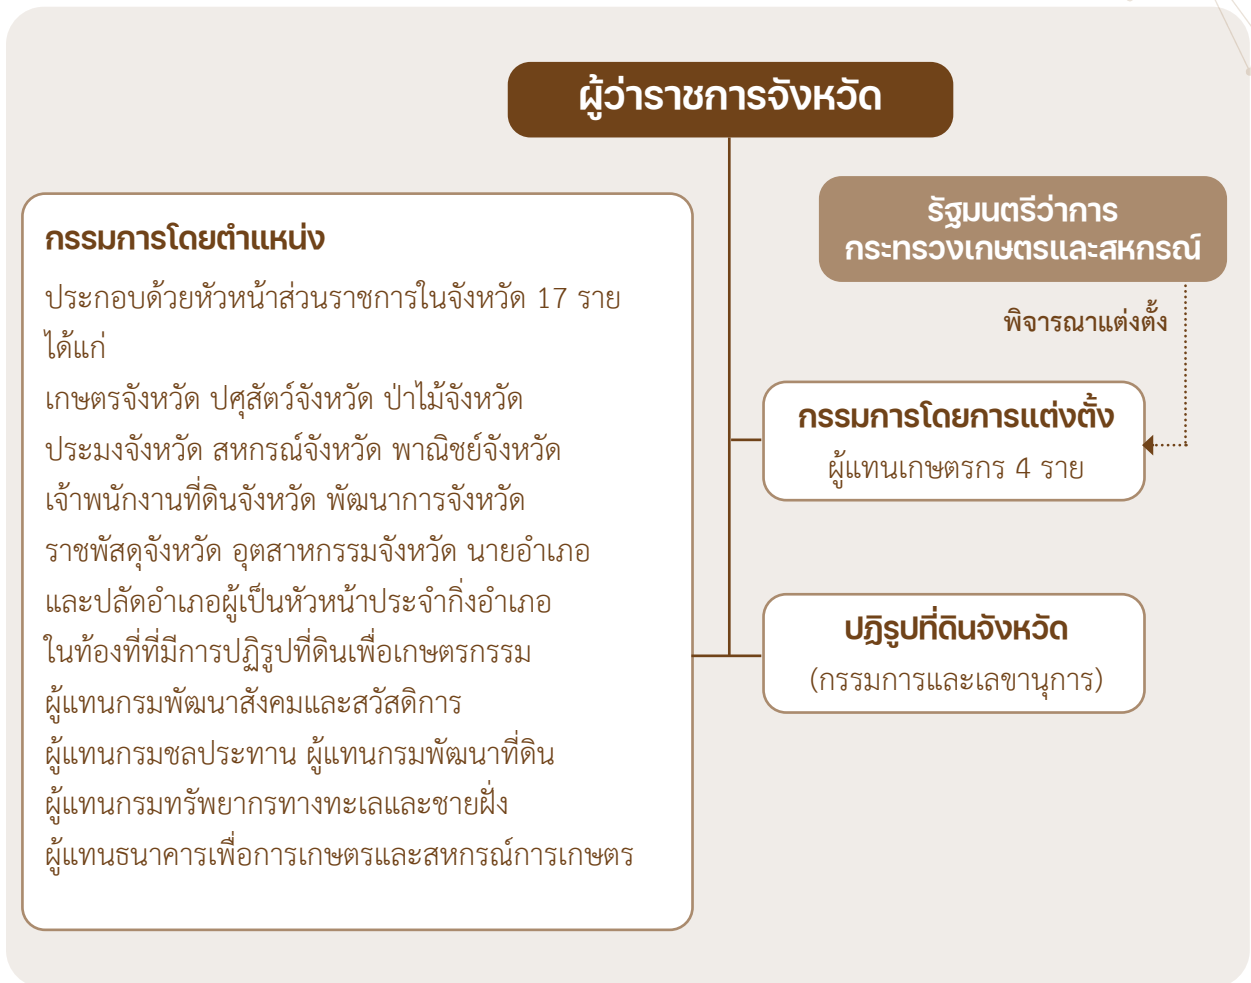 ผู้ว่าราชการจังหวัด
รัฐมนตรีว่าการ
กระทรวงเกษตรและสหกรณ์
พิจารณาแต่งตั้ง
กรรมการโดยตำแหน่ง
ประกอบด้วยหัวหน้าส่วนราชการในจังหวัด 17 ราย
ได้แก่
เกษตรจังหวัด ปศุสัตว์จังหวัด ป่าไม้จังหวัด
ประมงจังหวัด สหกรณ์จังหวัด พาณิชย์จังหวัด
เจ้าพนักงานที่ดินจังหวัด พัฒนาการจังหวัด
ราชพัสดุจังหวัด อุตสาหกรรมจังหวัด นายอำเภอ
และปลัดอำเภอผู้เป็นหัวหน้าประจำกิ่งอำเภอ
ในท้องที่ที่มีการปฏิรูปที่ดินเพื่อเกษตรกรรม
ผู้แทนกรมพัฒนาสังคมและสวัสดิการ
ผู้แทนกรมชลประทาน ผู้แทนกรมพัฒนาที่ดิน
ผู้แทนกรมทรัพยากรทางทะเลและชายฝั่ง
ผู้แทนธนาคารเพื่อการเกษตรและสหกรณ์การเกษตร
กรรมการโดยการแต่งตั้ง
ผู้แทนเกษตรกร 4 ราย
ปฏิรูปที่ดินจังหวัด
(กรรมการและเลขานุการ)